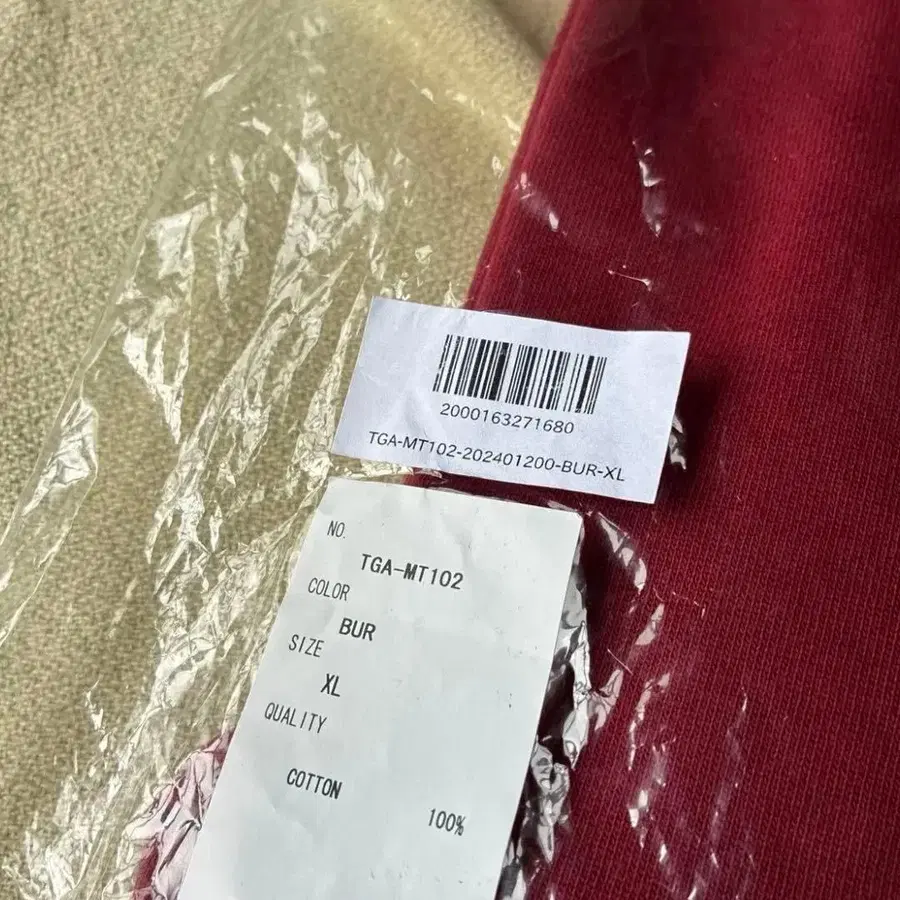 2000163271680
TGA-MT102-202401200-BUR-XL
NO.
TGA-MT102
COLOR
BUR
SIZE
XL
QUALITY
COTTON
100%